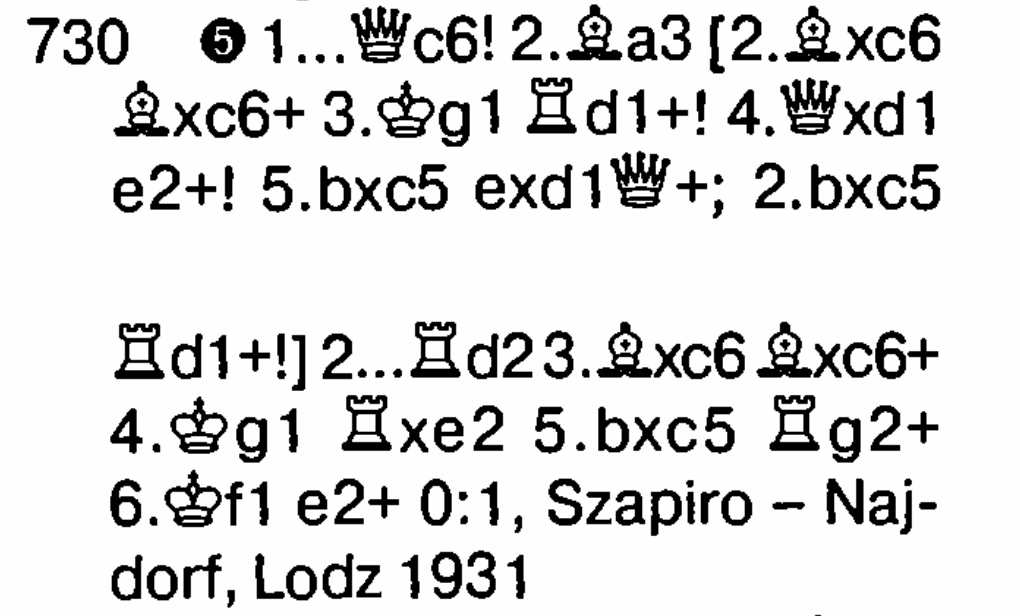 730 ❺ 1...♕c6! 2.♗a3 [2.♗xc6
♗xc6+ 3.♔g1 ♖d1+! 4.♕xd1
e2+! 5.bxc5 exd1♕+; 2.bxc5
♖d1+!] 2...♖d2 3.♗xc6 ♗xc6+
4.♔g1 ♖xe2 5.bxc5 ♖g2+
6.♔f1 e2+ 0:1, Szapiro – Naj-
dorf, Lodz 1931